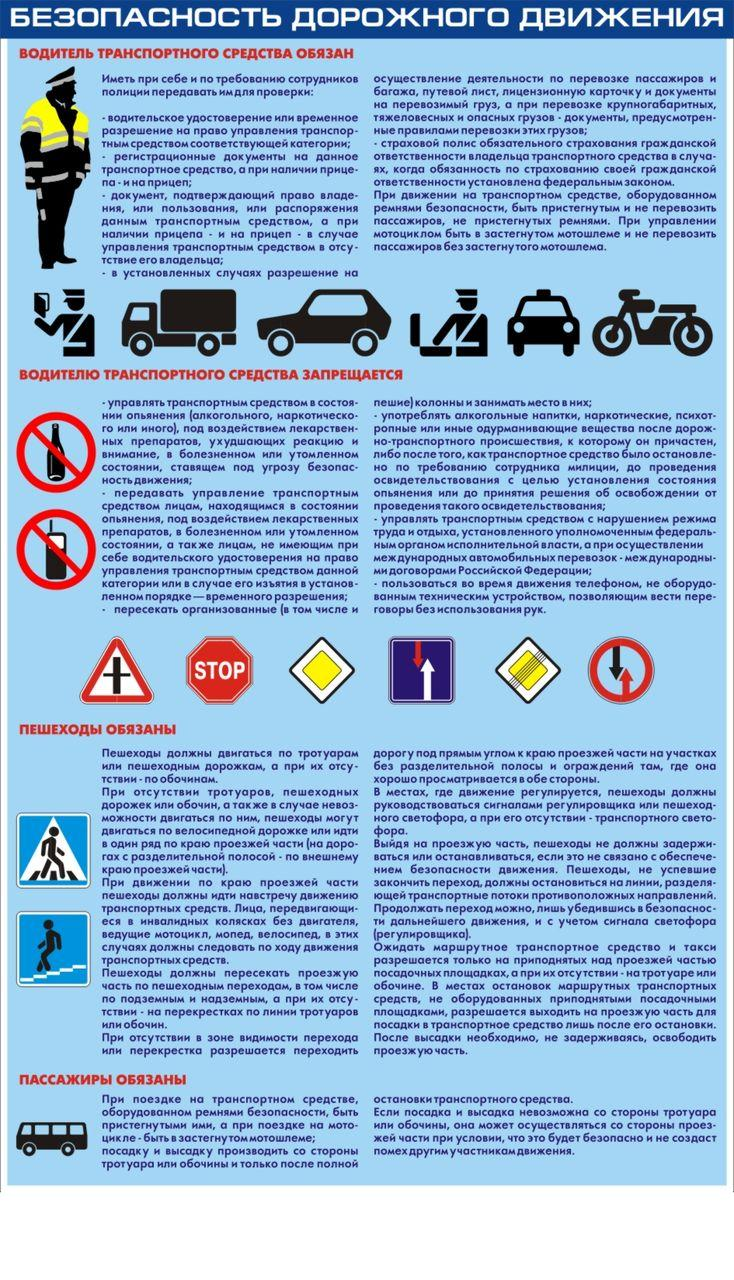 БЕЗОПАСНОСТЬ ДОРОЖНОГО ДВИЖЕНИЯ
ВОДИТЕЛЬ ТРАНСПОРТНОГО СРЕДСТВА ОБЯЗАН
Иметь при себе и по требованию сотрудников
полиции передавать им для проверки:
- водительское удостоверение или временное
разрешение на право управления транспор-
тным средством соответствующей категории;
- регистрационные документы на данное
транспортное средство, а при наличии прице-
па - и на прицеп;
- документ, подтверждающий право владе-
ния, или пользования, или распоряжения
данным транспортным средством, а при
наличии прицепа - и на прицеп - в случае
управления транспортным средством в отсу-
тствие его владельца;
- в установленных случаях разрешение на
осуществление деятельности по перевозке пассажиров и
багажа, путевой лист, лицензионную карточку и документы
на перевозимый груз, а при перевозке крупногабаритных,
тяжеловесных и опасных грузов - документы, предусмотрен-
ные правилами перевозки этих грузов;
- страховой полис обязательного страхования гражданской
ответственности владельца транспортного средства в случа-
ях, когда обязанность по страхованию своей гражданской
ответственности установлена федеральным законом.
При движении на транспортном средстве, оборудованном
ремнями безопасности, быть пристегнутым и не перевозить
пассажиров, не пристегнутых ремнями. При управлении
мотоциклом быть в застегнутом мотошлеме и не перевозить
пассажиров без застегнутого мотошлема.
ВОДИТЕЛЮ ТРАНСПОРТНОГО СРЕДСТВА ЗАПРЕЩАЕТСЯ
- управлять транспортным средством в состоя-
нии опьянения (алкогольного, наркотическо-
го или иного), под воздействием лекарствен-
ных препаратов, ухудшающих реакцию и
внимание, в болезненном или утомленном
состоянии, ставящем под угрозу безопас-
ность движения;
- передавать управление транспортным
средством лицам, находящимся в состоянии
опьянения, под воздействием лекарственных
препаратов, в болезненном или утомленном
состоянии, а также лицам, не имеющим при
себе водительского удостоверения на право
управления транспортным средством данной
категории или в случае его изъятия в установ-
ленном порядке — временного разрешения;
- пересекать организованные (в том числе и
пешие) колонны и занимать место в них;
- употреблять алкогольные напитки, наркотические, психот-
ропные или иные одурманивающие вещества после дорож-
но-транспортного происшествия, к которому он причастен,
либо после того, как транспортное средство было остановле-
но по требованию сотрудника милиции, до проведения
освидетельствования с целью установления состояния
опьянения или до принятия решения об освобождении от
проведения такого освидетельствования;
- управлять транспортным средством с нарушением режима
труда и отдыха, установленного уполномоченным федераль-
ным органом исполнительной власти, а при осуществлении
международных автомобильных перевозок - международны-
ми договорами Российской Федерации;
- пользоваться во время движения телефоном, не оборудо-
ванным техническим устройством, позволяющим вести пере-
говоры без использования рук.
STOP
ПЕШЕХОДЫ ОБЯЗАНЫ
Пешеходы должны двигаться по тротуарам
или пешеходным дорожкам, а при их отсу-
тствии - по обочинам.
При отсутствии тротуаров, пешеходных
дорожек или обочин, а также в случае невоз-
можности двигаться по ним, пешеходы могут
двигаться по велосипедной дорожке или идти
в один ряд по краю проезжей части (на доро-
гах с разделительной полосой - по внешнему
краю проезжей части).
При движении по краю проезжей части
пешеходы должны идти навстречу движению
транспортных средств. Лица, передвигающи-
еся в инвалидных колясках без двигателя,
ведущие мотоцикл, мопед, велосипед, в этих
случаях должны следовать по ходу движения
транспортных средств.
Пешеходы должны пересекать проезжую
часть по пешеходным переходам, в том числе
по подземным и надземным, а при их отсу-
тствии - на перекрестках по линии тротуаров
или обочин.
При отсутствии в зоне видимости перехода
или перекрестка разрешается переходить
дорогу под прямым углом к краю проезжей части на участках
без разделительной полосы и ограждений там, где она
хорошо просматривается в обе стороны.
В местах, где движение регулируется, пешеходы должны
руководствоваться сигналами регулировщика или пешеход-
ного светофора, а при его отсутствии - транспортного свето-
фора.
Выйдя на проезжую часть, пешеходы не должны задержи-
ваться или останавливаться, если это не связано с обеспече-
нием безопасности движения. Пешеходы, не успевшие
закончить переход, должны остановиться на линии, разделя-
ющей транспортные потоки противоположных направлений.
Продолжать переход можно, лишь убедившись в безопаснос-
ти дальнейшего движения, и с учетом сигнала светофора
(регулировщика).
Ожидать маршрутное транспортное средство и такси
разрешается только на приподнятых над проезжей частью
посадочных площадках, а при их отсутствии - на тротуаре или
обочине. В местах остановок маршрутных транспортных
средств, не оборудованных приподнятыми посадочными
площадками, разрешается выходить на проезжую часть для
посадки в транспортное средство лишь после его остановки.
После высадки необходимо, не задерживаясь, освободить
проезжую часть.
ПАССАЖИРЫ ОБЯЗАНЫ
При поездке на транспортном средстве,
оборудованном ремнями безопасности, быть
пристегнутыми ими, а при поездке на мото-
цикле - быть в застегнутом мотошлеме;
посадку и высадку производить со стороны
тротуара или обочины и только после полной
остановки транспортного средства.
Если посадка и высадка невозможна со стороны тротуара
или обочины, она может осуществляться со стороны проез-
жей части при условии, что это будет безопасно и не создаст
помех другим участникам движения.